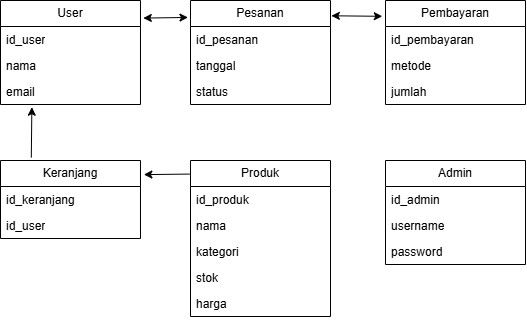 User
id_user
nama
email
Pesanan
id_pesanan
tanggal
status
Pembayaran
id_pembayaran
metode
jumlah
Keranjang
id_keranjang
id_user
Produk
id_produk
nama
kategori
stok
harga
Admin
id_admin
username
password